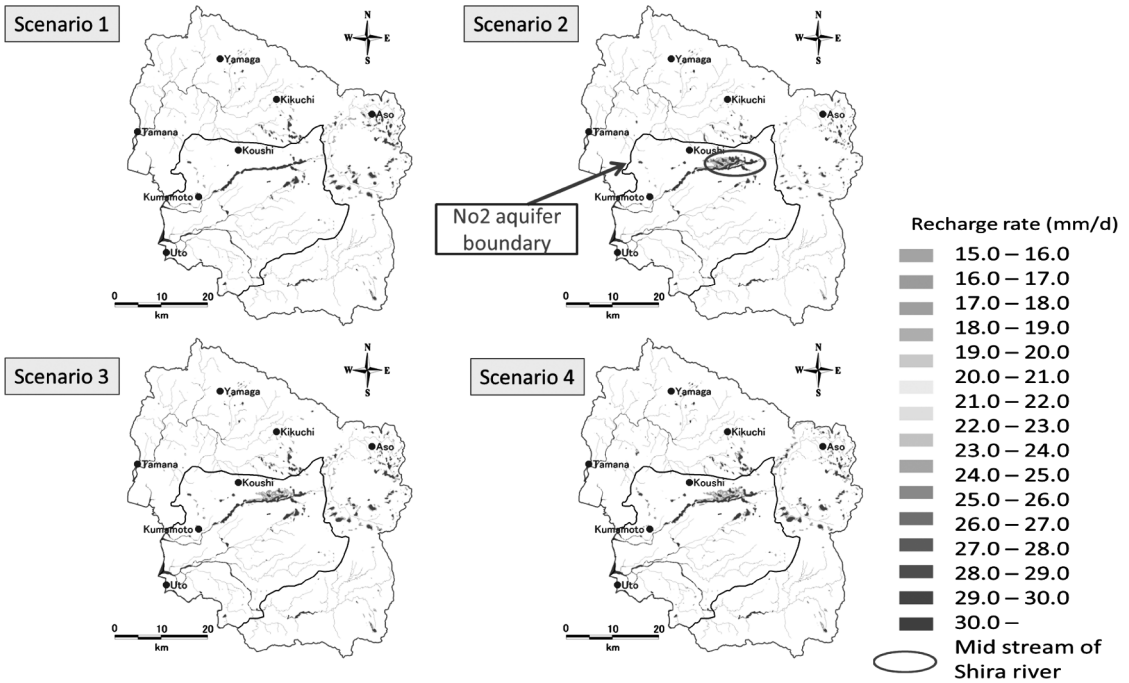 Scenario 1
N
W
E
S
Yamaga
Kikuchi
Aso
Tamana
Koushi
Kumamoto
Uto
0 10 20
km
Scenario 2
N
W
E
S
Yamaga
Kikuchi
Aso
Tamana
Koushi
Kumamoto
Uto
No2 aquifer
boundary
0 10 20
km
Scenario 3
N
W
E
S
Yamaga
Kikuchi
Aso
Tamana
Koushi
Kumamoto
Uto
0 10 20
km
Scenario 4
N
W
E
S
Yamaga
Kikuchi
Aso
Tamana
Koushi
Kumamoto
Uto
0 10 20
km
Recharge rate (mm/d)
15.0 – 16.0
16.0 – 17.0
17.0 – 18.0
18.0 – 19.0
19.0 – 20.0
20.0 – 21.0
21.0 – 22.0
22.0 – 23.0
23.0 – 24.0
24.0 – 25.0
25.0 – 26.0
26.0 – 27.0
27.0 – 28.0
28.0 – 29.0
29.0 – 30.0
30.0 –
Mid stream of
Shira river